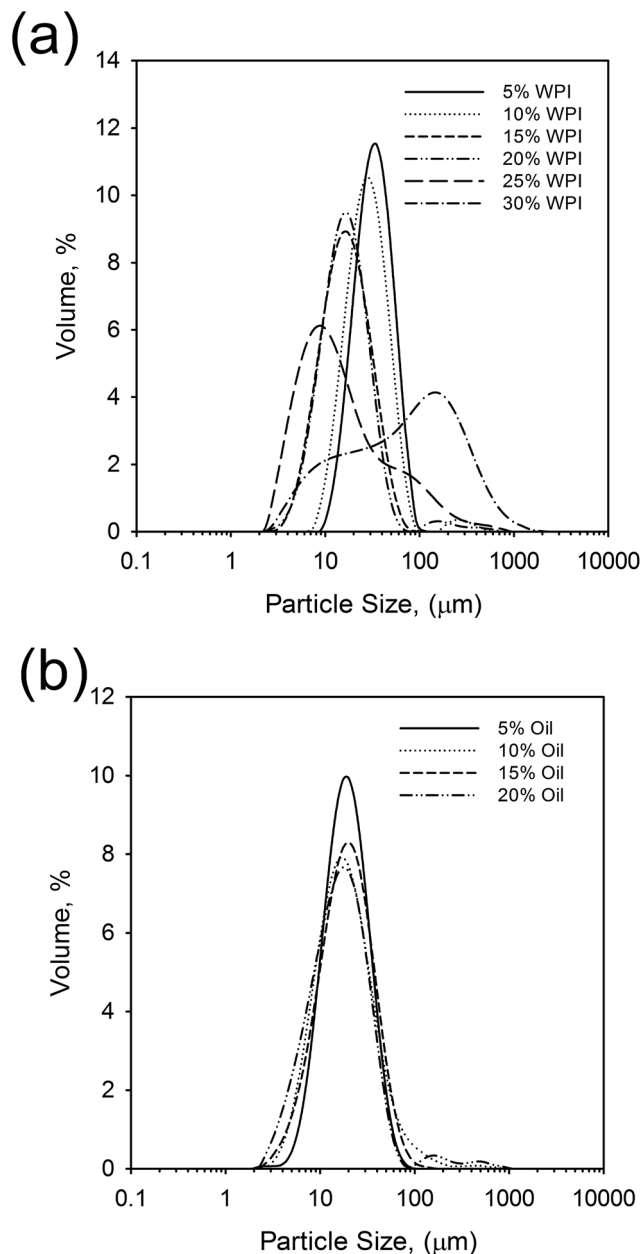 (a)
14
12
10
8
6
4
2
0
Volume, %
5% WPI
10% WPI
15% WPI
20% WPI
25% WPI
30% WPI
0.1 1 10 100 1000 10000
Particle Size, (μm)
(b)
12
10
8
6
4
2
0
Volume, %
5% Oil
10% Oil
15% Oil
20% Oil
0.1 1 10 100 1000 10000
Particle Size, (μm)